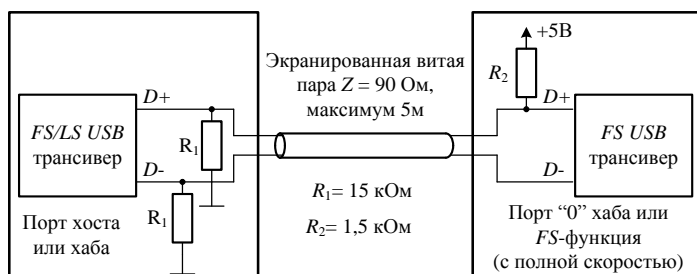 FS/LS USB
трансивер
D+
D-
R₁
R₁
Порт хоста
или хаба
Экранированная витая
пара Z = 90 Ом,
максимум 5м
R₁= 15 кОм
R₂= 1,5 кОм
+5В
R₂
D+
D-
FS USB
трансивер
Порт “0” хаба или
FS-функция
(с полной скоростью)